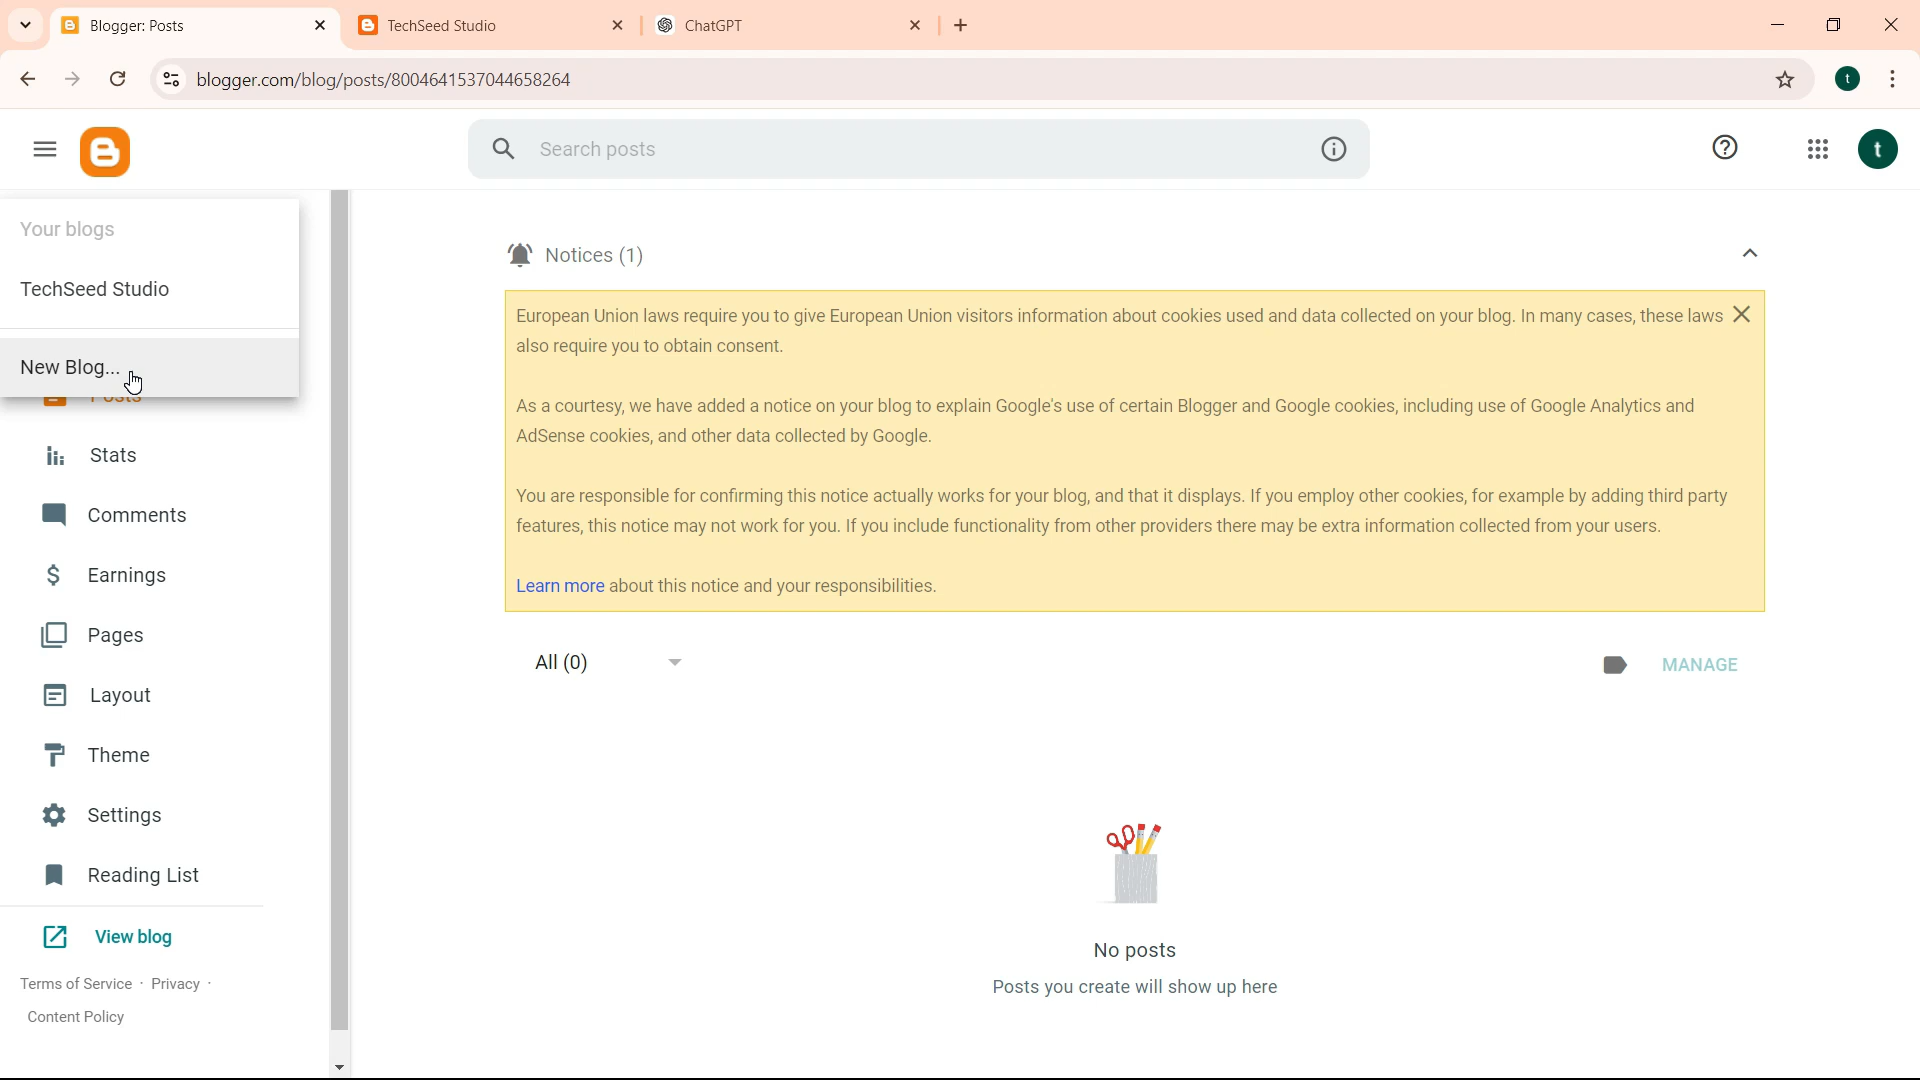 Blogger: Posts
TechSeed Studio
ChatGPT
blogger.com/blog/posts/8004641537044658264
t
Search posts
t
Your blogs
TechSeed Studio
New Blog...
Posts
Stats
Comments
Earnings
Pages
Layout
Theme
Settings
Reading List
View blog
Terms of Service · Privacy ·
Content Policy
Notices (1)
European Union laws require you to give European Union visitors information about cookies used and data collected on your blog. In many cases, these laws
also require you to obtain consent.
As a courtesy, we have added a notice on your blog to explain Google's use of certain Blogger and Google cookies, including use of Google Analytics and
AdSense cookies, and other data collected by Google.
You are responsible for confirming this notice actually works for your blog, and that it displays. If you employ other cookies, for example by adding third party
features, this notice may not work for you. If you include functionality from other providers there may be extra information collected from your users.
Learn more about this notice and your responsibilities.
All (0)
MANAGE
No posts
Posts you create will show up here